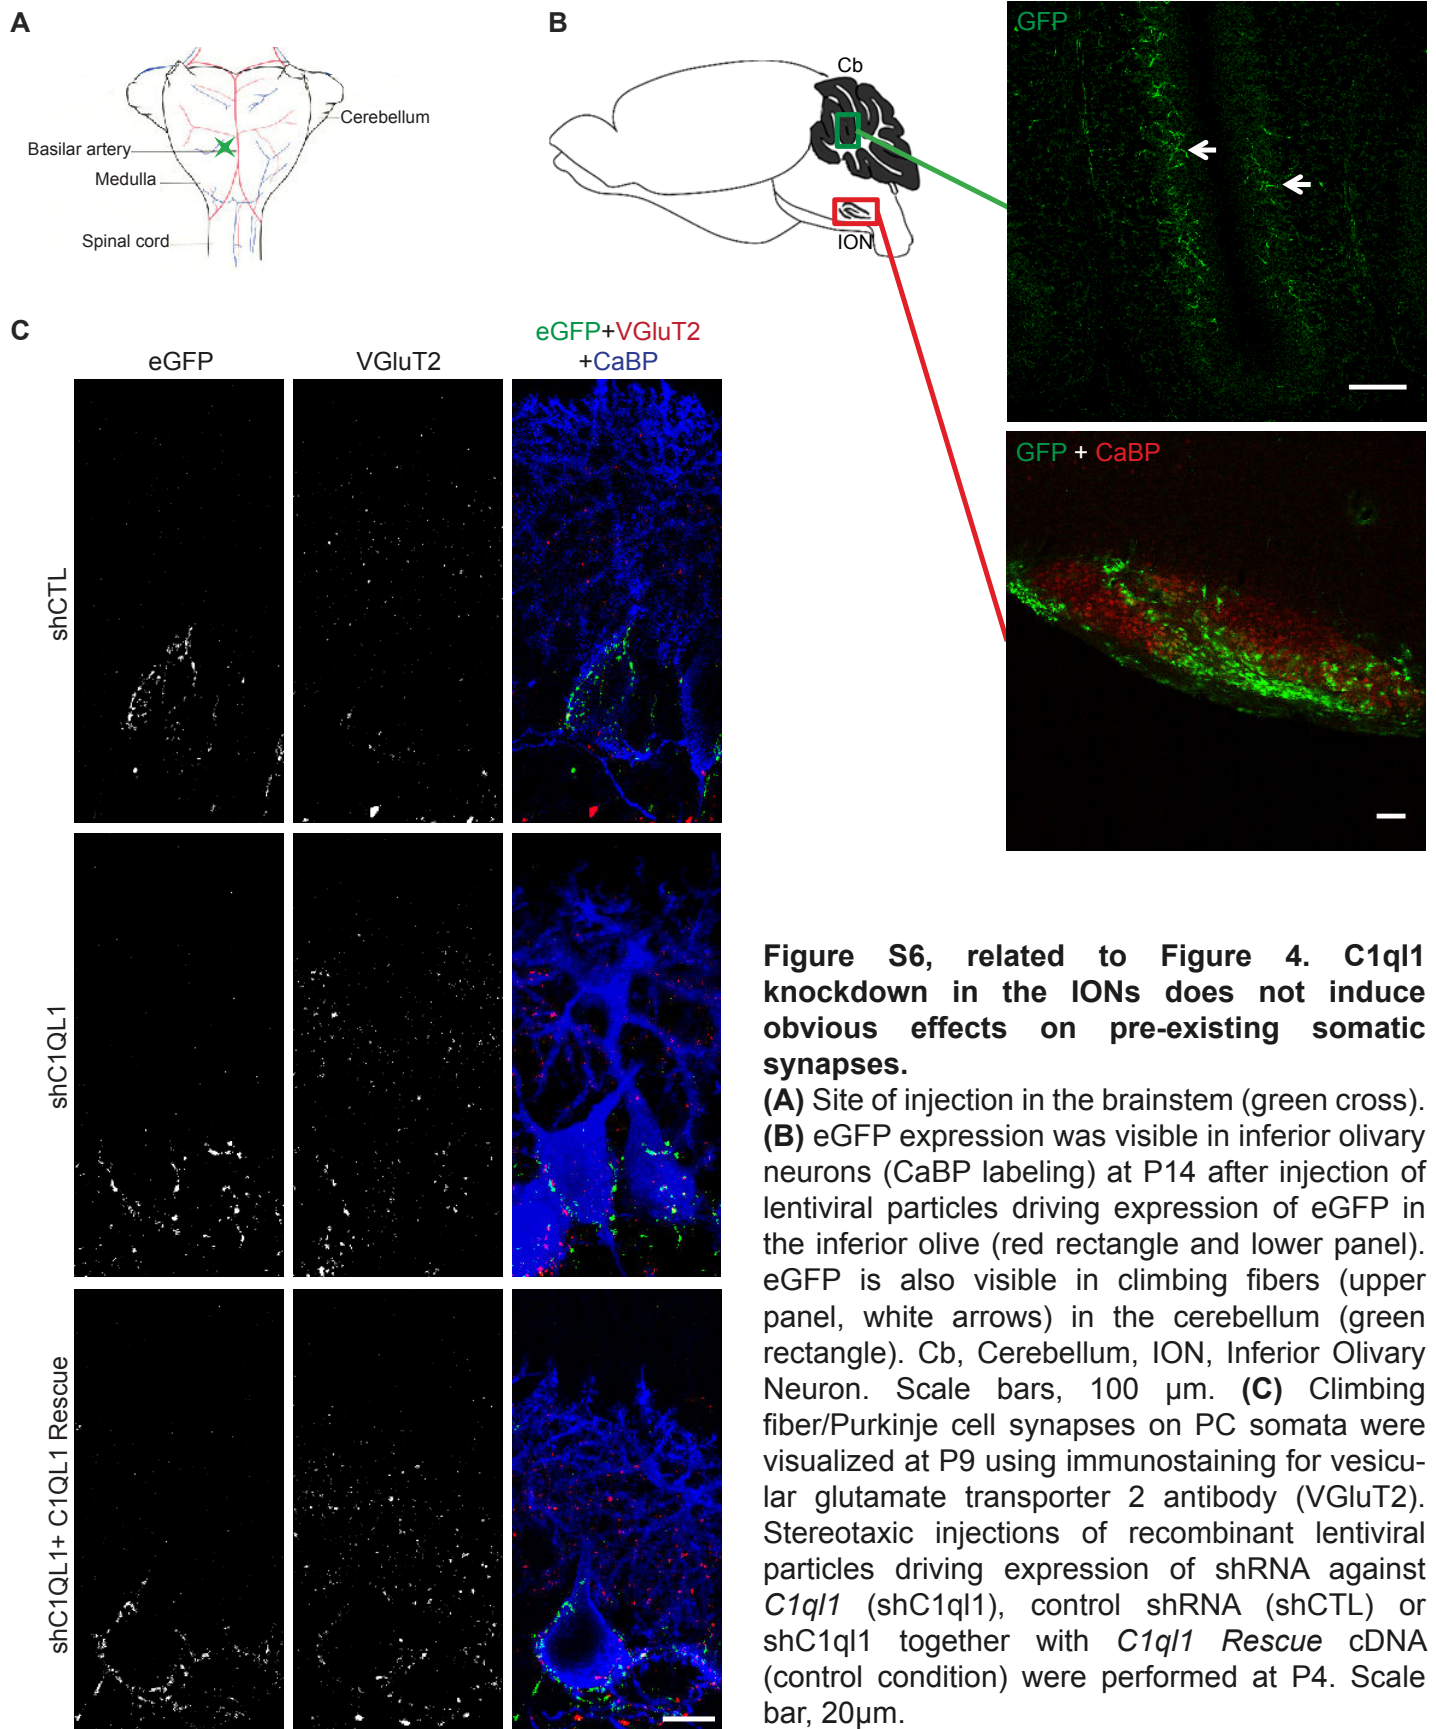 A
Cerebellum
Basilar artery
Medulla
Spinal cord
B
Cb
ION
GFP
GFP + CaBP
C
eGFP
VGluT2
eGFP+VGluT2
+CaBP
shCTL
shC1QL1
shC1QL1+ C1QL1 Rescue
Figure S6, related to Figure 4. C1ql1
knockdown in the IONs does not induce
obvious effects on pre-existing somatic
synapses.
(A) Site of injection in the brainstem (green cross).
(B) eGFP expression was visible in inferior olivary
neurons (CaBP labeling) at P14 after injection of
lentiviral particles driving expression of eGFP in
the inferior olive (red rectangle and lower panel).
eGFP is also visible in climbing fibers (upper
panel, white arrows) in the cerebellum (green
rectangle). Cb, Cerebellum, ION, Inferior Olivary
Neuron. Scale bars, 100 µm. (C) Climbing
fiber/Purkinje cell synapses on PC somata were
visualized at P9 using immunostaining for vesicu-
lar glutamate transporter 2 antibody (VGluT2).
Stereotaxic injections of recombinant lentiviral
particles driving expression of shRNA against
C1ql1 (shC1ql1), control shRNA (shCTL) or
shC1ql1 together with C1ql1 Rescue cDNA
(control condition) were performed at P4. Scale
bar, 20µm.